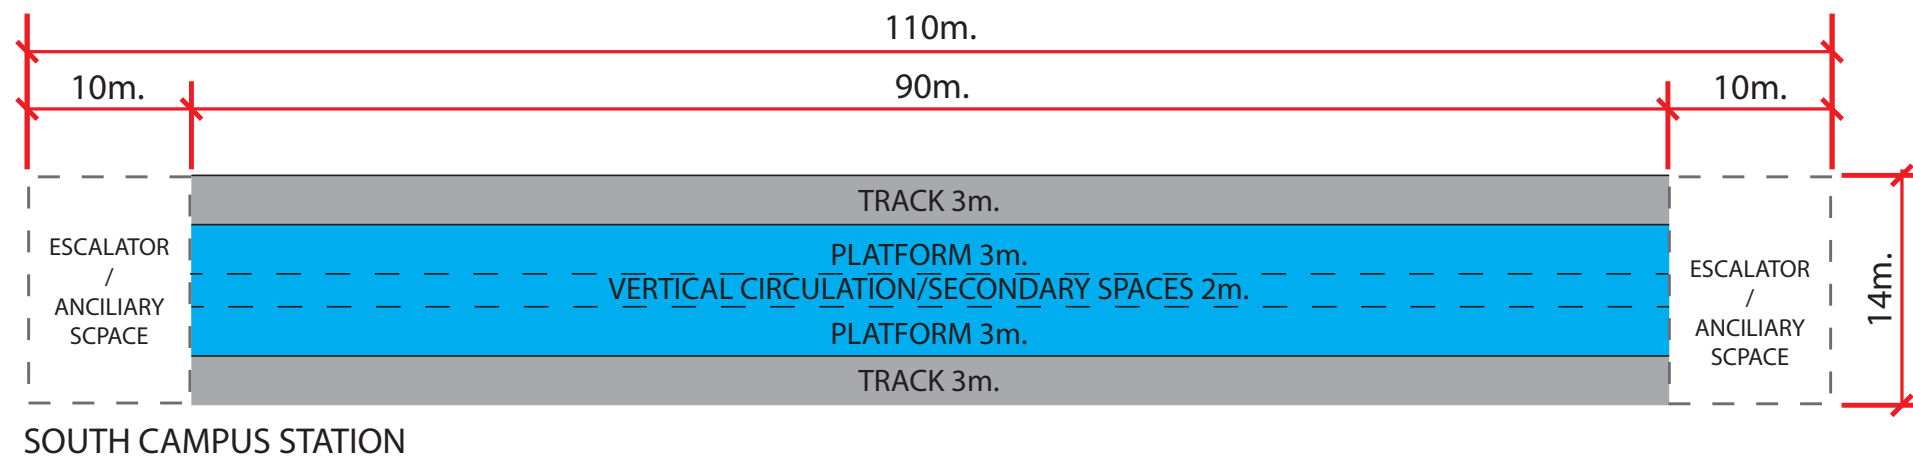 110m.
10m.
90m.
10m.
TRACK 3m.
ESCALATOR
/
ANCILIARY
SCPACE
PLATFORM 3m.
VERTICAL CIRCULATION/SECONDARY SPACES 2m.
PLATFORM 3m.
TRACK 3m.
ESCALATOR
/
ANCILIARY
SCPACE
14m.
SOUTH CAMPUS STATION